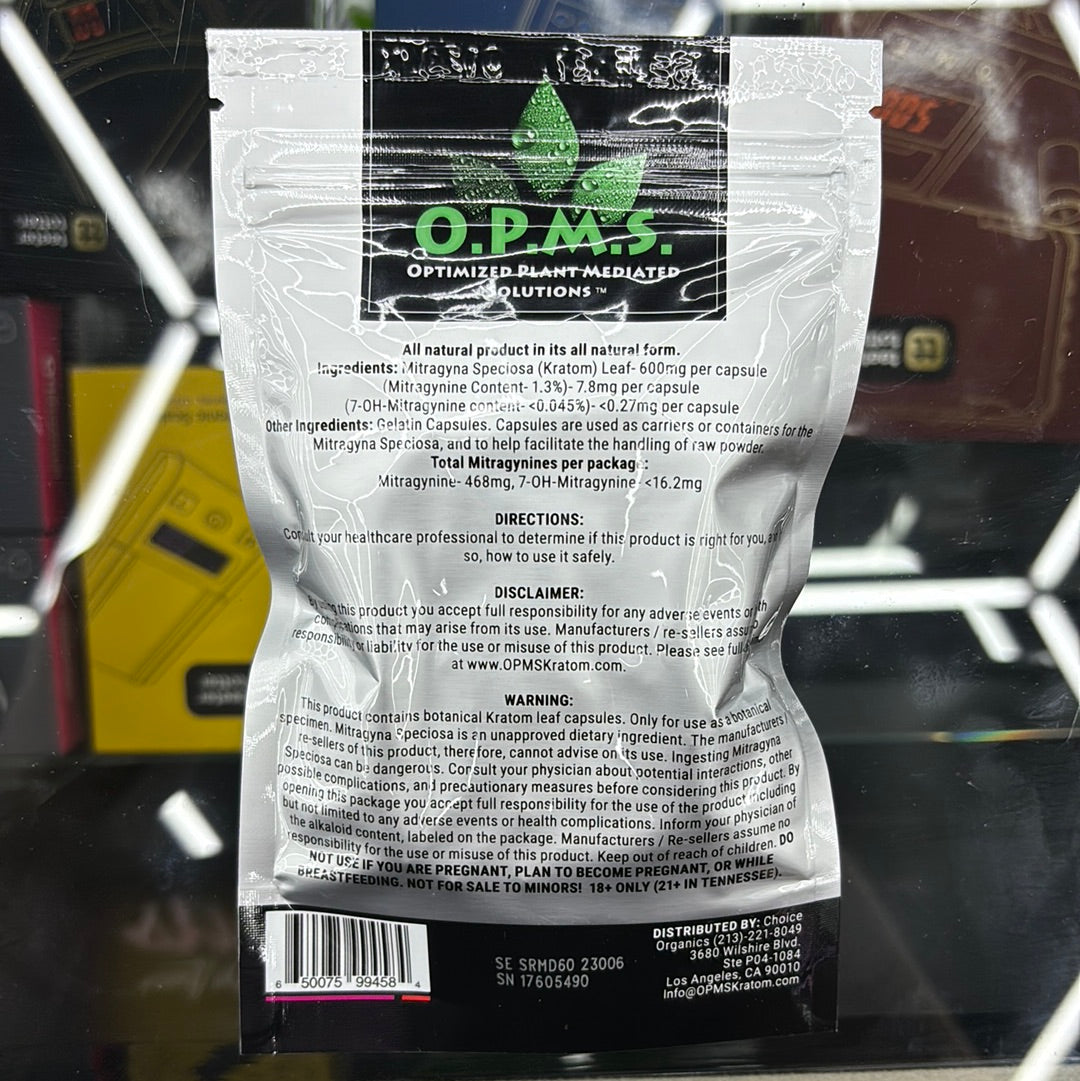 O.P.M.S.
OPTIMIZED PLANT MEDIATED
SOLUTIONS™
All natural product in its all natural form.
Ingredients: Mitragyna Speciosa (Kratom) Leaf- 600mg per capsule
(Mitragynine Content- 1.3%)- 7.8mg per capsule
(7-OH-Mitragynine content- <0.045%)- <0.27mg per capsule
Other Ingredients: Gelatin Capsules. Capsules are used as carriers or containers for the
Mitragyna Speciosa, and to help facilitate the handling of raw powder.
Total Mitragynines per package:
Mitragynine- 468mg, 7-OH-Mitragynine- <16.2mg
DIRECTIONS:
Consult your healthcare professional to determine if this product is right for you,
so, how to use it safely.
DISCLAIMER:
this product you accept full responsibility for any adverse events or
that may arise from its use. Manufacturers / re-sellers
responsibility or liability for the use or misuse of this product. Please see full
at www.OPMSKratom.com.
WARNING:
This product contains botanical Kratom leaf capsules. Only for use as a botanical
specimen. Mitragyna Speciosa is an unapproved dietary ingredient. The manufacturers /
re-sellers of this product, therefore, cannot advise on its use. Ingesting Mitragyna
Speciosa can be dangerous. Consult your physician about potential interactions, other
possible complications, and precautionary measures before considering this product. By
opening this package you accept full responsibility for the use of the product including
but not limited to any adverse events or health complications. Inform your physician of
the alkaloid content, labeled on the package. Manufacturers / Re-sellers assume no
responsibility for the use or misuse of this product. Keep out of reach of children. DO
NOT USE IF YOU ARE PREGNANT, PLAN TO BECOME PREGNANT, OR WHILE
BREASTFEEDING. NOT FOR SALE TO MINORS! 18+ ONLY (21+ IN TENNESSEE).
6 50075 99458 4
SE SRMD60 23006
SN 17605490
DISTRIBUTED BY: Choice
Organics (213)-221-8049
3680 Wilshire Blvd.
Ste P04-1084
Los Angeles, CA 90010
Info@OPMSKratom.com